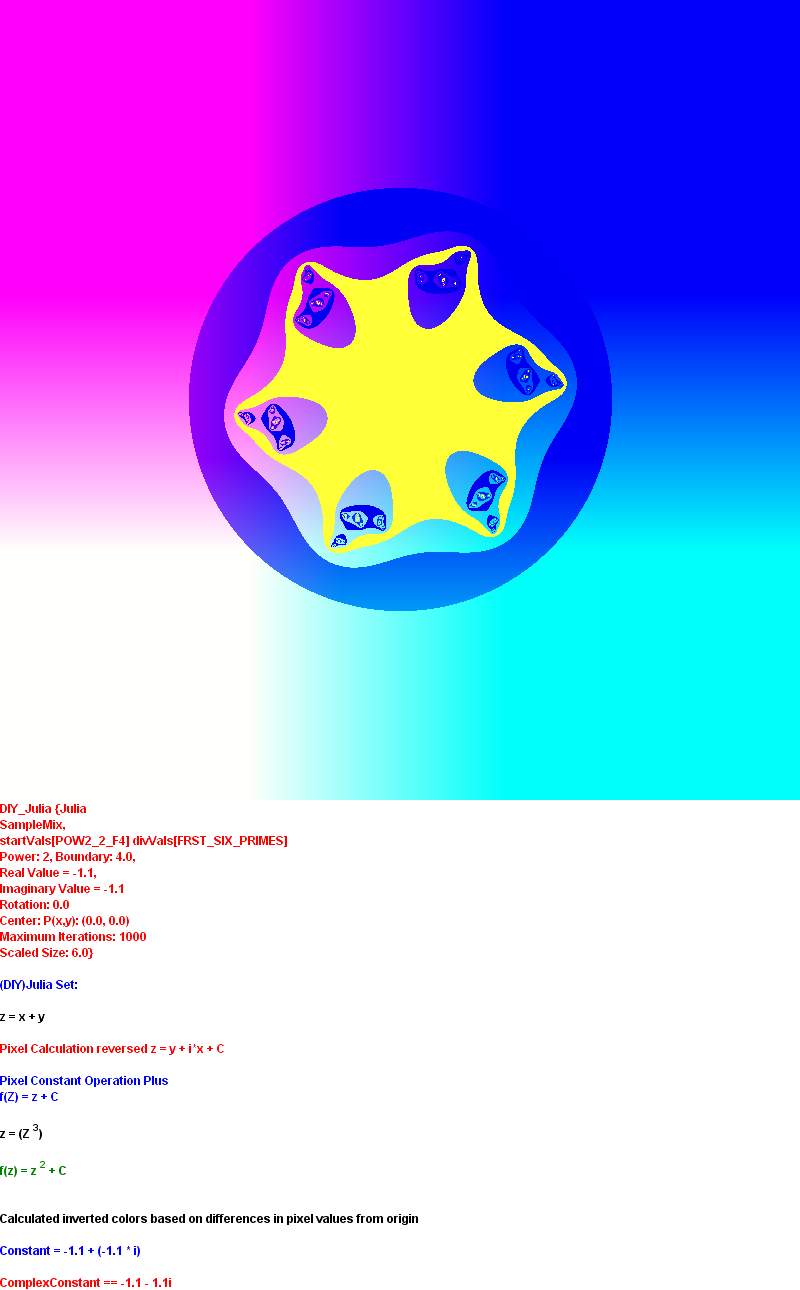 DIY_Julia {Julia
SampleMix,
startVals[POW2_2_F4] divVals[FRST_SIX_PRIMES]
Power: 2, Boundary: 4.0,
Real Value = -1.1,
Imaginary Value = -1.1
Rotation: 0.0
Center: P(x,y): (0.0, 0.0)
Maximum Iterations: 1000
Scaled Size: 6.0}
(DIY)Julia Set:
z = x + y
Pixel Calculation reversed z = y + i*x + C
Pixel Constant Operation Plus
f(Z) = z + C
z = (Z ³)
f(z) = z ² + C
Calculated inverted colors based on differences in pixel values from origin
Constant = -1.1 + (-1.1 * i)
ComplexConstant == -1.1 - 1.1i